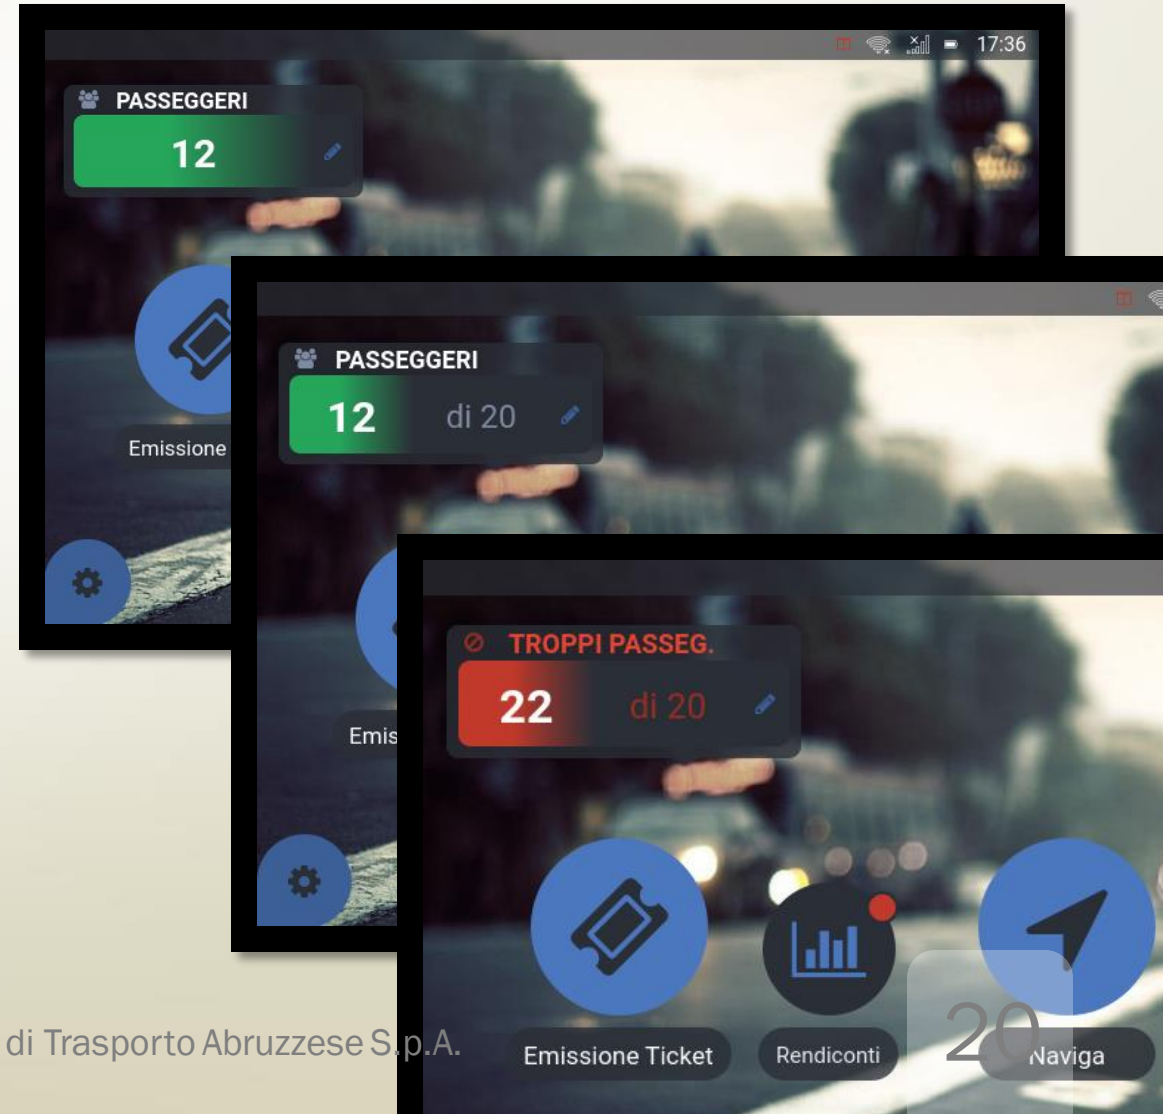 17:36
PASSEGGERI
12
Emissione
PASSEGGERI
12 di 20
Emis
TROPPI PASSEG.
22 di 20
Emissione Ticket
Rendiconti
Naviga
di Trasporto Abruzzese S.p.A.
20